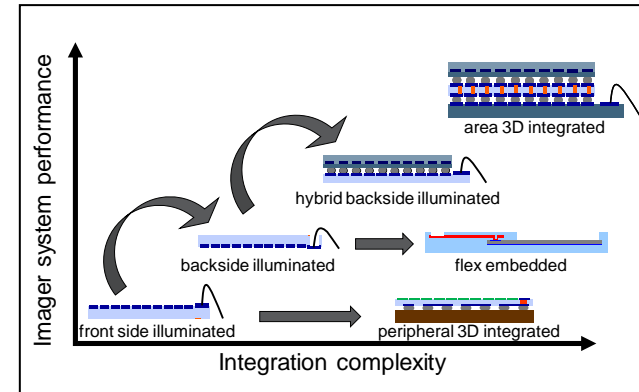 Imager system performance
area 3D integrated
hybrid backside illuminated
backside illuminated
flex embedded
front side illuminated
peripheral 3D integrated
Integration complexity